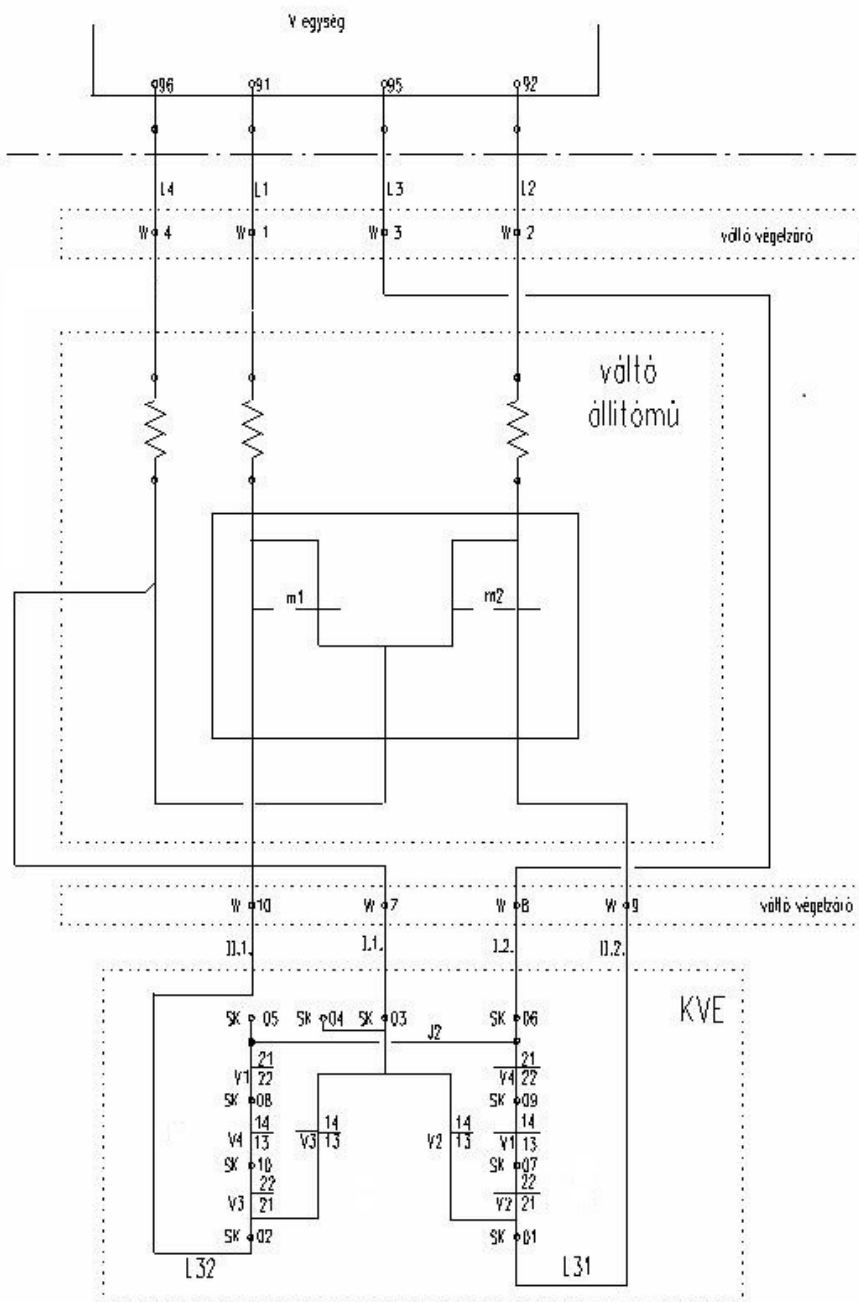 V egység
96 91 95 92
L4 L1 L3 L2
W 4 W 1 W 3 W 2 váltó végelzáró
váltó
állítómű
m1 m2
W 10 W 7 W 8 W 9 váltó végelzáró
II.1. I.1. I.2. II.2.
KVE
SK 05 SK 04 SK 03 SK 06
J2
21 21
V1 22 V4 22
SK 08 SK 09
14 14 14 14
V4 13 V3 13 V2 13 V1 13
SK 10 SK 07
22 22
V3 21 V2 21
SK 02 SK 01
L32 L31